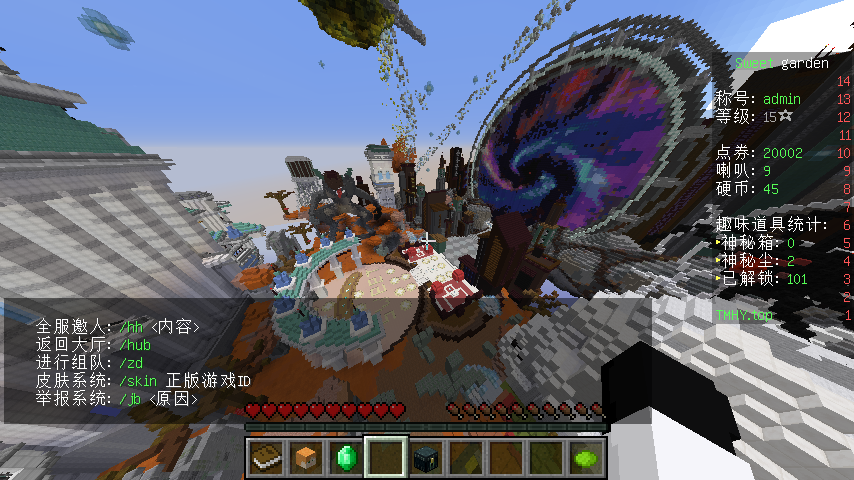 Sweet garden
14
称号: admin 13
等级: 15☆ 12
11
点券: 20002 10
喇叭: 9 9
硬币: 45 8
7
趣味道具统计: 6
神秘箱: 0 5
神秘尘: 2 4
已解锁: 101 3
2
TMHY.top 1
全服邀人: /hh <内容>
返回大厅: /hub
进行组队: /zd
皮肤系统: /skin 正版游戏ID
举报系统: /jb <原因>